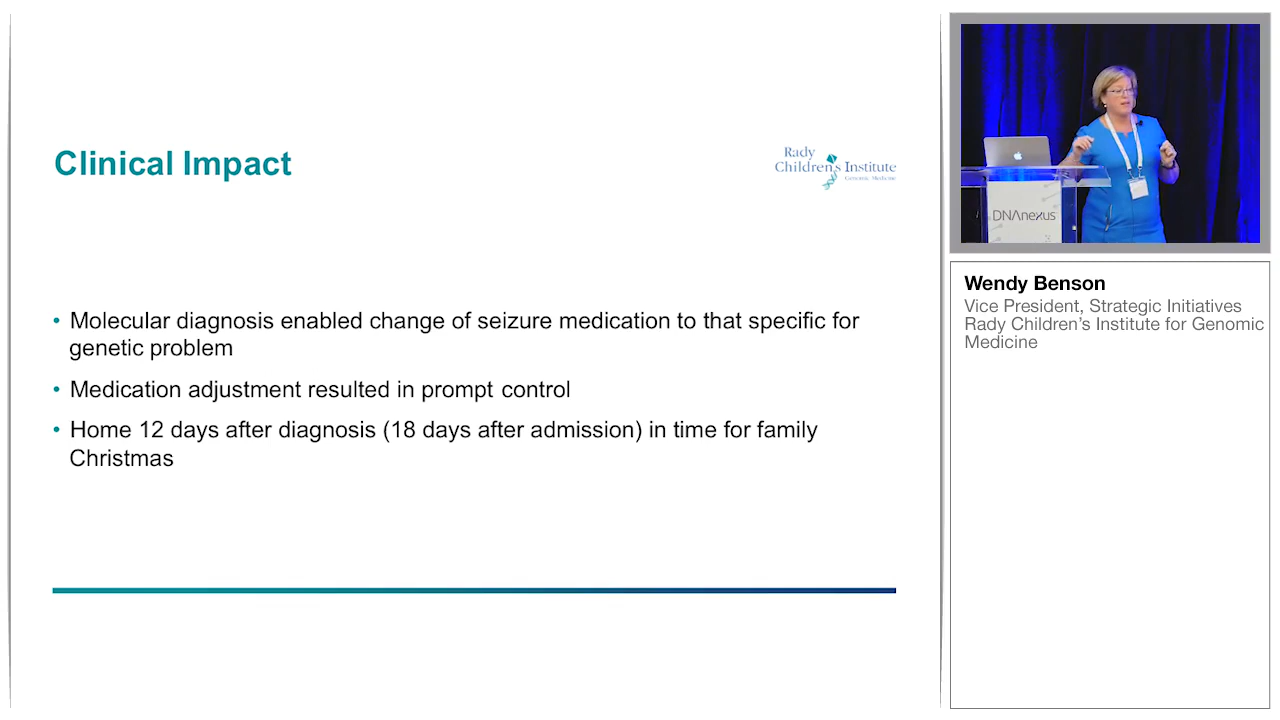 Clinical Impact
Rady
Children's Institute
Genomic Medicine
• Molecular diagnosis enabled change of seizure medication to that specific for
genetic problem
• Medication adjustment resulted in prompt control
• Home 12 days after diagnosis (18 days after admission) in time for family
Christmas
DNAnexus
Wendy Benson
Vice President, Strategic Initiatives
Rady Children’s Institute for Genomic
Medicine